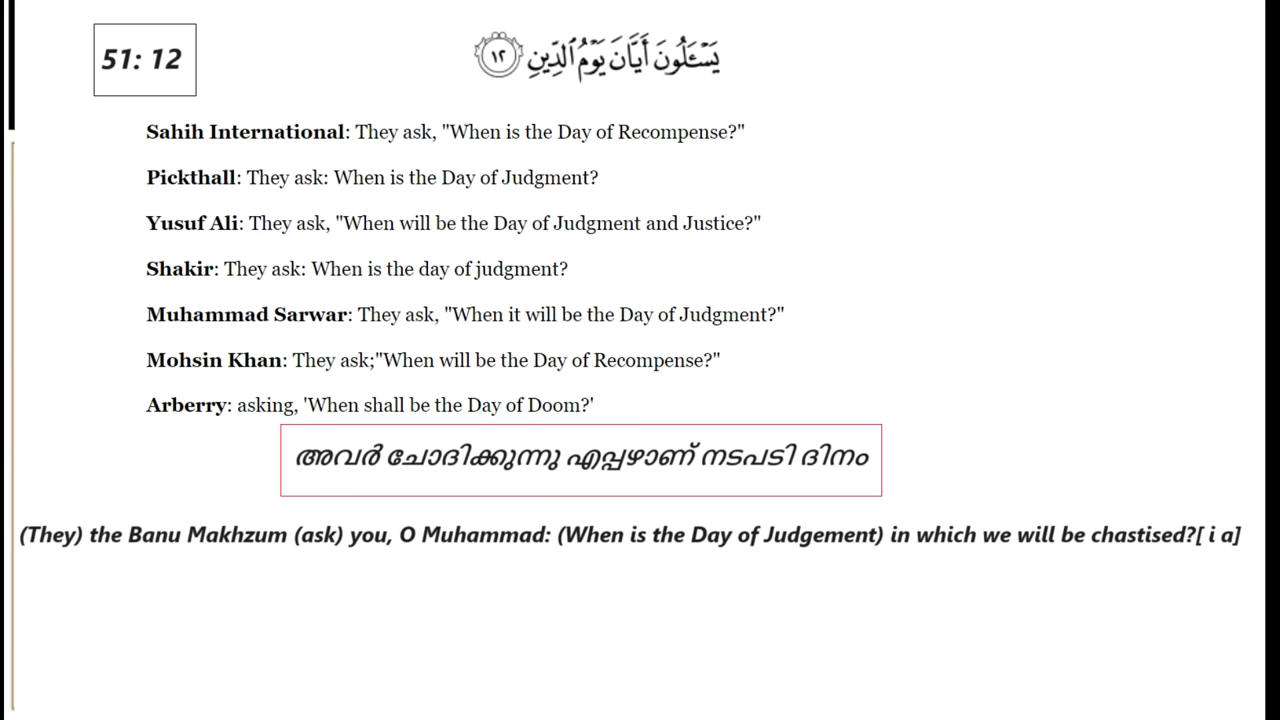 51: 12
يَسْـَٔلُونَ أَيَّانَ يَوْمُ ٱلدِّينِ ١٢
Sahih International: They ask, "When is the Day of Recompense?"
Pickthall: They ask: When is the Day of Judgment?
Yusuf Ali: They ask, "When will be the Day of Judgment and Justice?"
Shakir: They ask: When is the day of judgment?
Muhammad Sarwar: They ask, "When it will be the Day of Judgment?"
Mohsin Khan: They ask;"When will be the Day of Recompense?"
Arberry: asking, 'When shall be the Day of Doom?'
അവർ ചോദിക്കുന്നു എപ്പഴാണ് നടപടി ദിനം
(They) the Banu Makhzum (ask) you, O Muhammad: (When is the Day of Judgement) in which we will be chastised?[ i a]